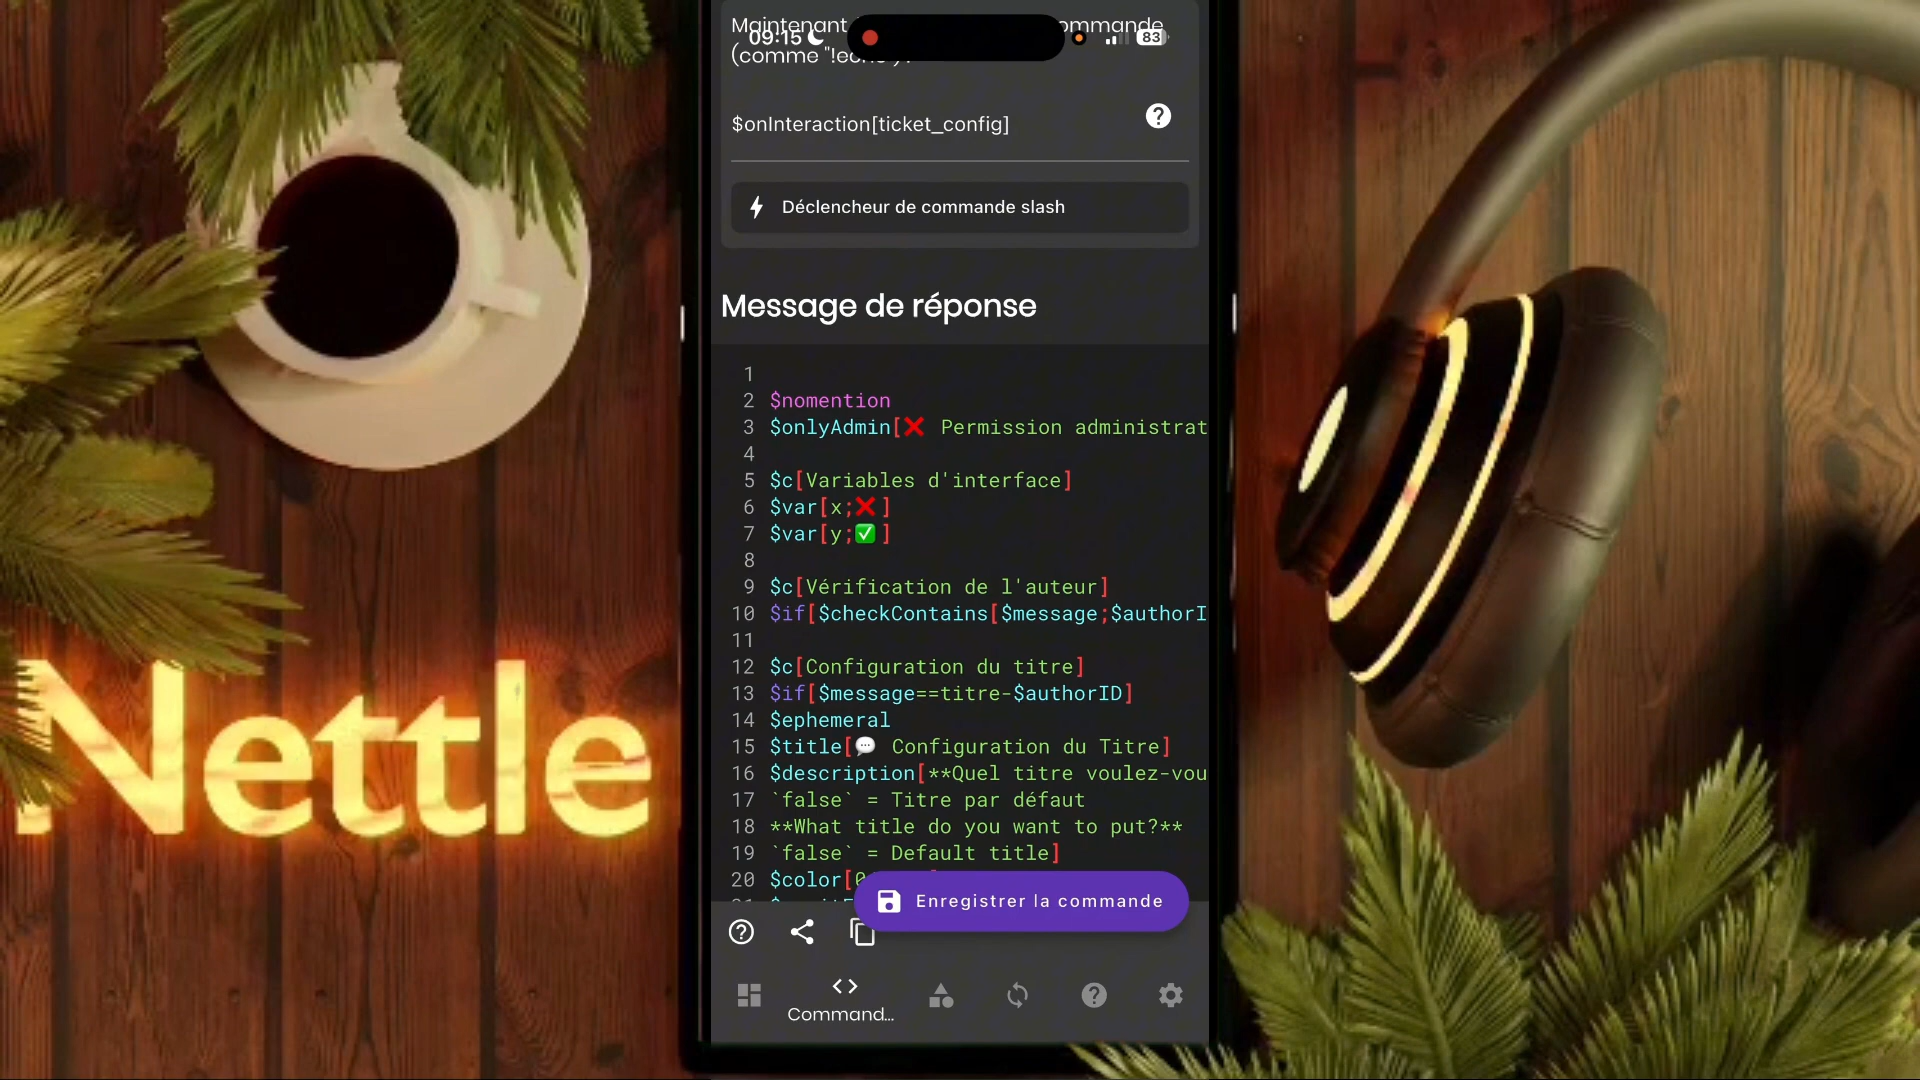 Maintenant
ommande
09:15
83
(comme "!e
$onInteraction[ticket_config]
Déclencheur de commande slash
Message de réponse
1
2 $nomention
3 $onlyAdmin[❌ Permission administrat
4
5 $c[Variables d'interface]
6 $var[x;❌]
7 $var[y;✅]
8
9 $c[Vérification de l'auteur]
10 $if[$checkContains[$message;$authorI
11
12 $c[Configuration du titre]
13 $if[$message==titre-$authorID]
14 $ephemeral
15 $title[💬 Configuration du Titre]
16 $description[**Quel titre voulez-vou
17 `false` = Titre par défaut
18 **What title do you want to put?**
19 `false` = Default title]
20 $color[0
Enregistrer la commande
Command...
Nettle